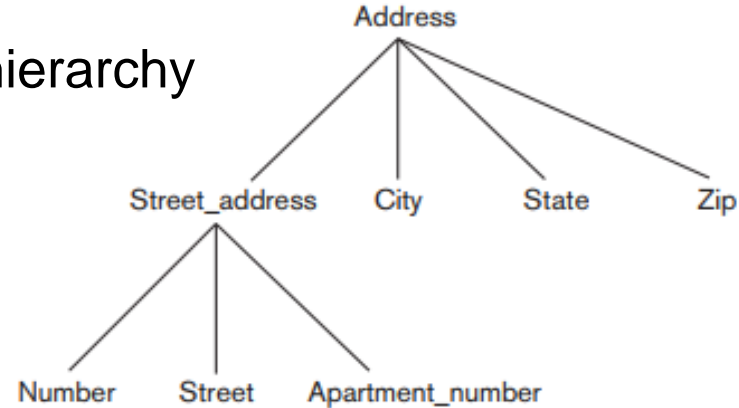 Address
hierarchy
Street_address City State Zip
Number Street Apartment_number